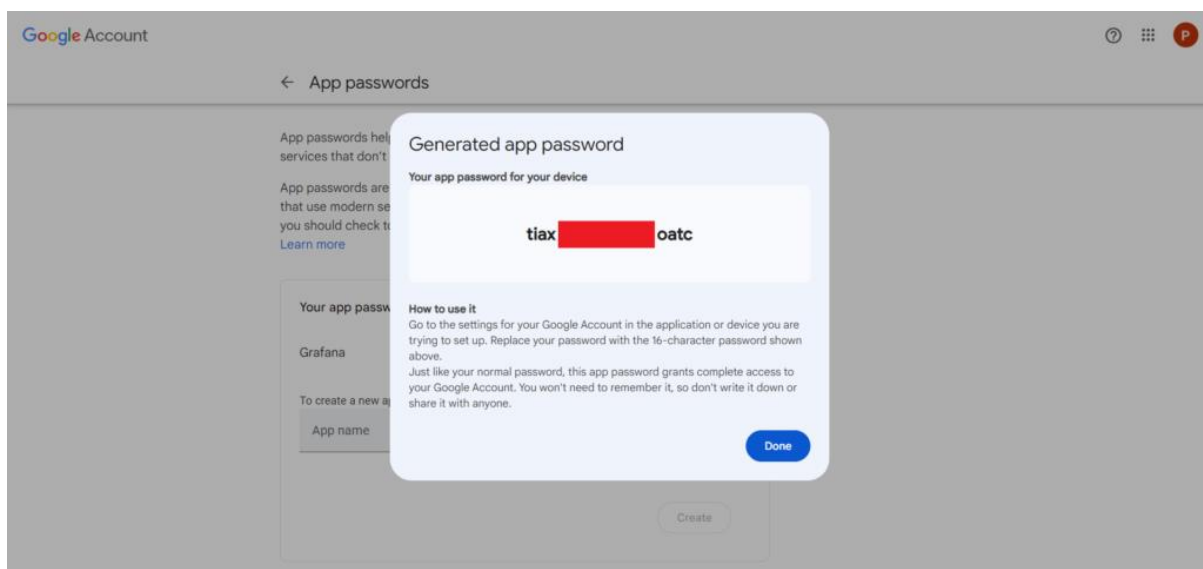 Google Account
P
App passwords
App passwords hel
services that don't
App passwords are
that use modern se
you should check to
Learn more
Your app passw
Grafana
To create a new a
App name
Create
Generated app password
Your app password for your device
tiax oatc
How to use it
Go to the settings for your Google Account in the application or device you are
trying to set up. Replace your password with the 16-character password shown
above.
Just like your normal password, this app password grants complete access to
your Google Account. You won't need to remember it, so don't write it down or
share it with anyone.
Done